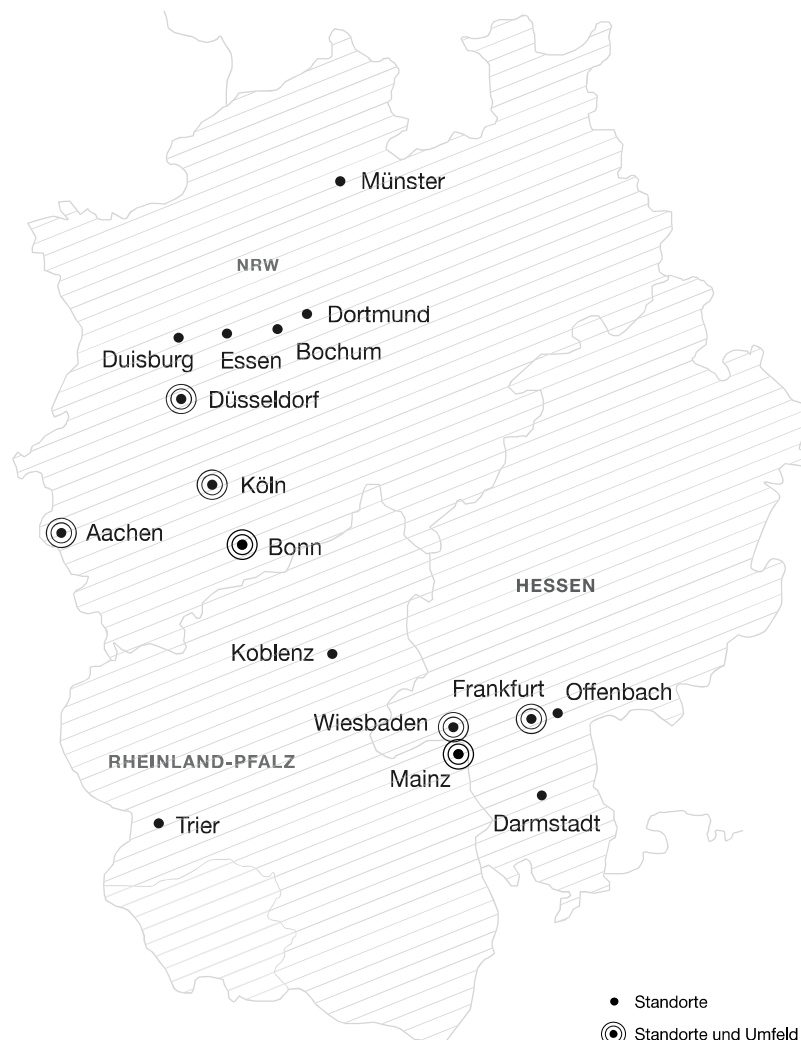 Münster
NRW
Dortmund
Duisburg
Essen
Bochum
Düsseldorf
Köln
Aachen
Bonn
HESSEN
Koblenz
Frankfurt
Offenbach
Wiesbaden
RHEINLAND-PFALZ
Mainz
Trier
Darmstadt
Standorte
Standorte und Umfeld